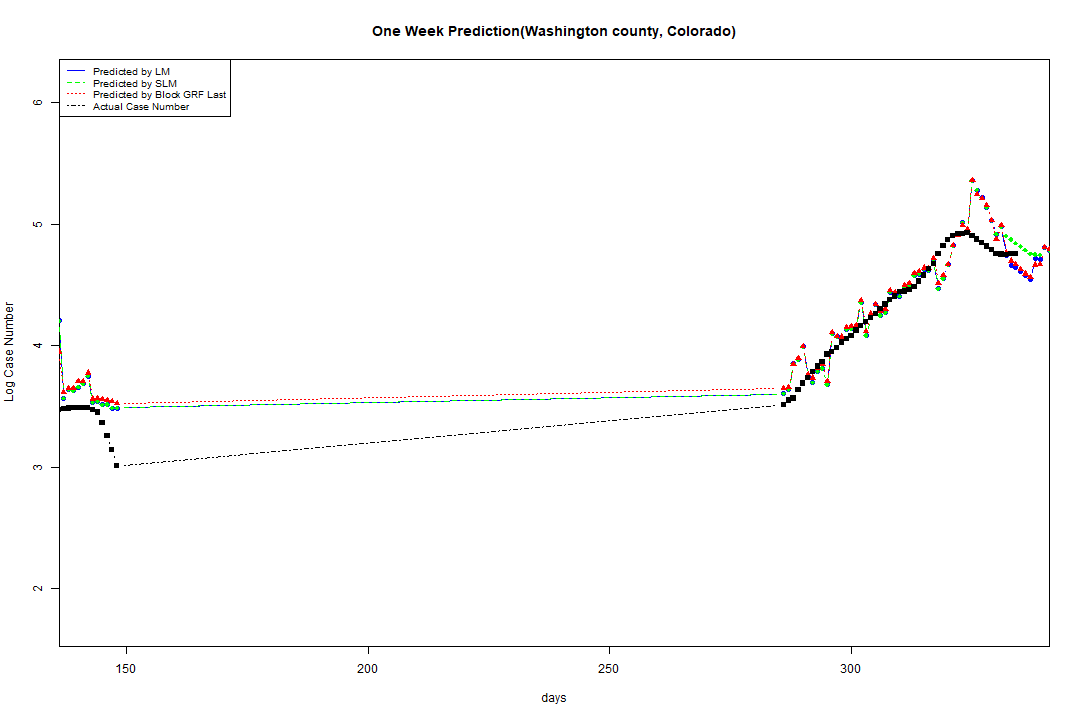 One Week Prediction(Washington county, Colorado)
Predicted by LM
Predicted by SLM
Predicted by Block GRF Last
Actual Case Number
6
5
4
3
2
Log Case Number
150
200
250
300
days